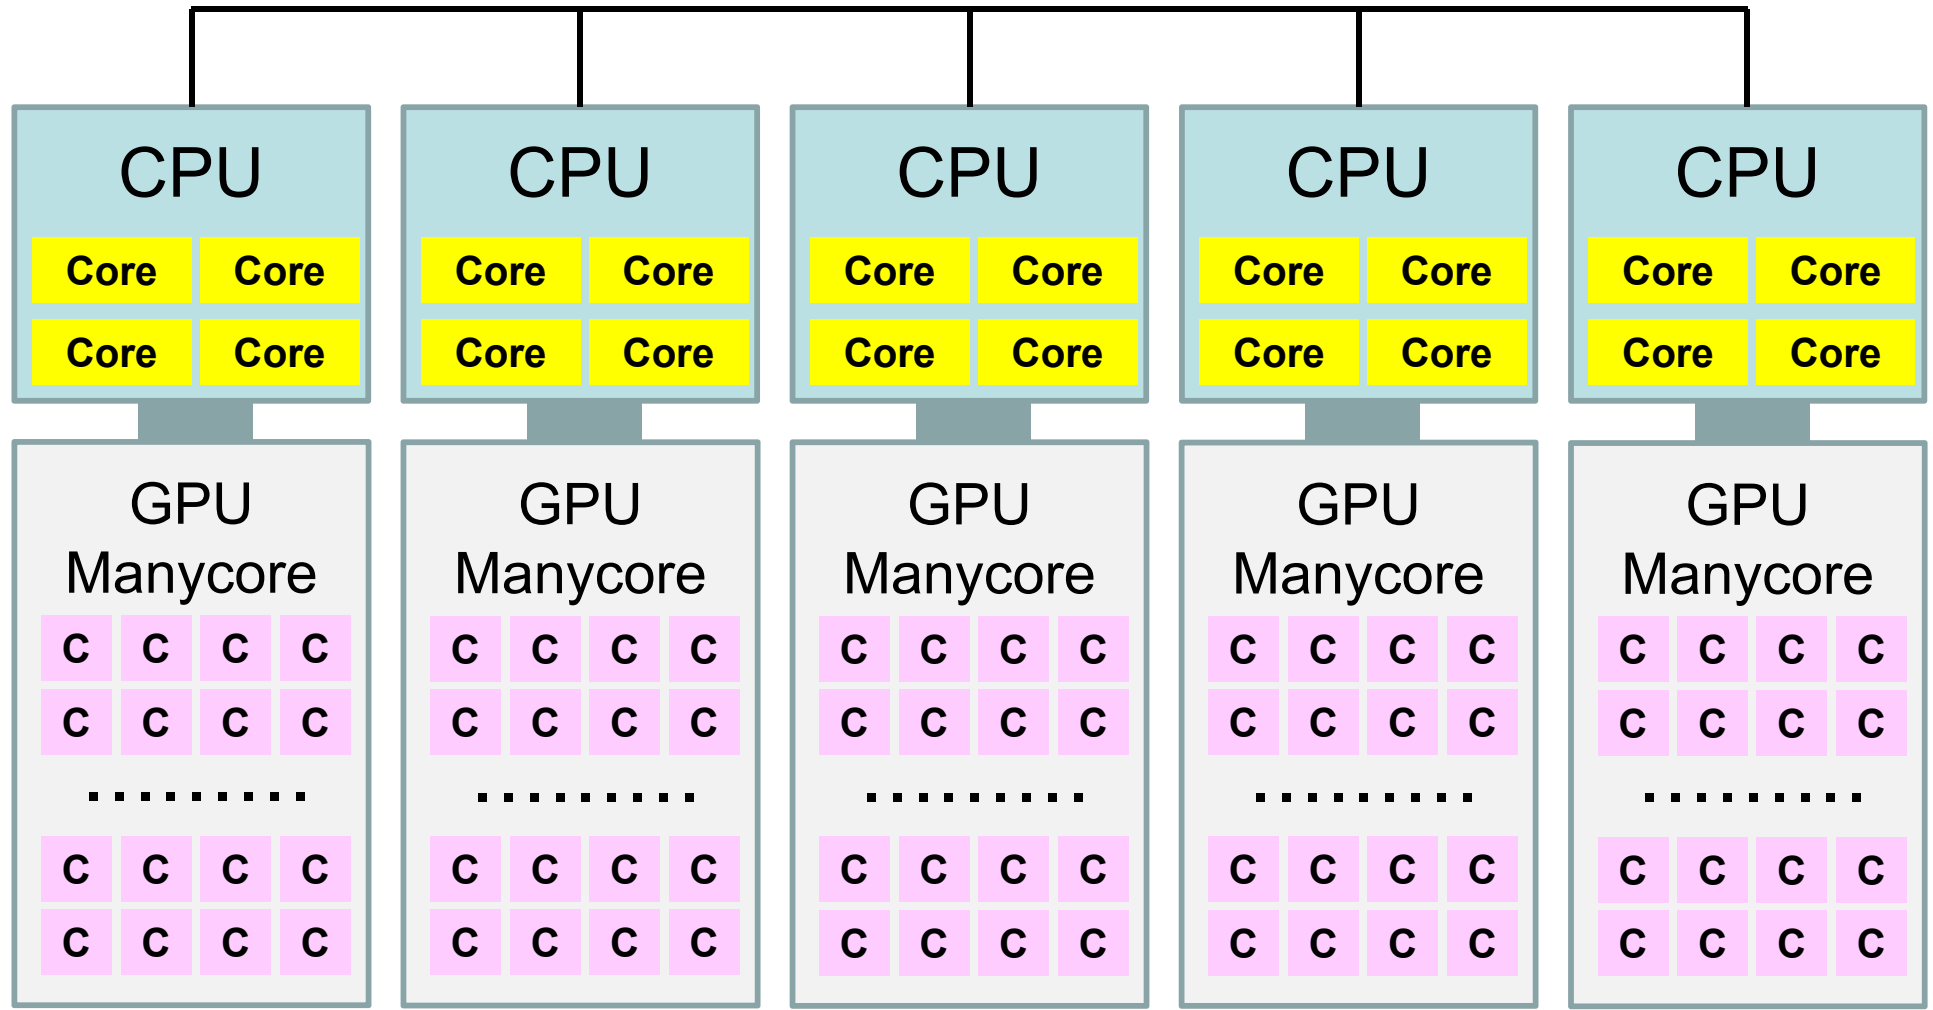 CPU CPU CPU CPU CPU
Core Core Core Core Core Core Core Core Core Core
Core Core Core Core Core Core Core Core Core Core
GPU GPU GPU GPU GPU
Manycore Manycore Manycore Manycore Manycore
C C C C C C C C C C C C C C C C C C C C
C C C C C C C C C C C C C C C C C C C C
......... ......... ......... ......... .........
C C C C C C C C C C C C C C C C C C C C
C C C C C C C C C C C C C C C C C C C C